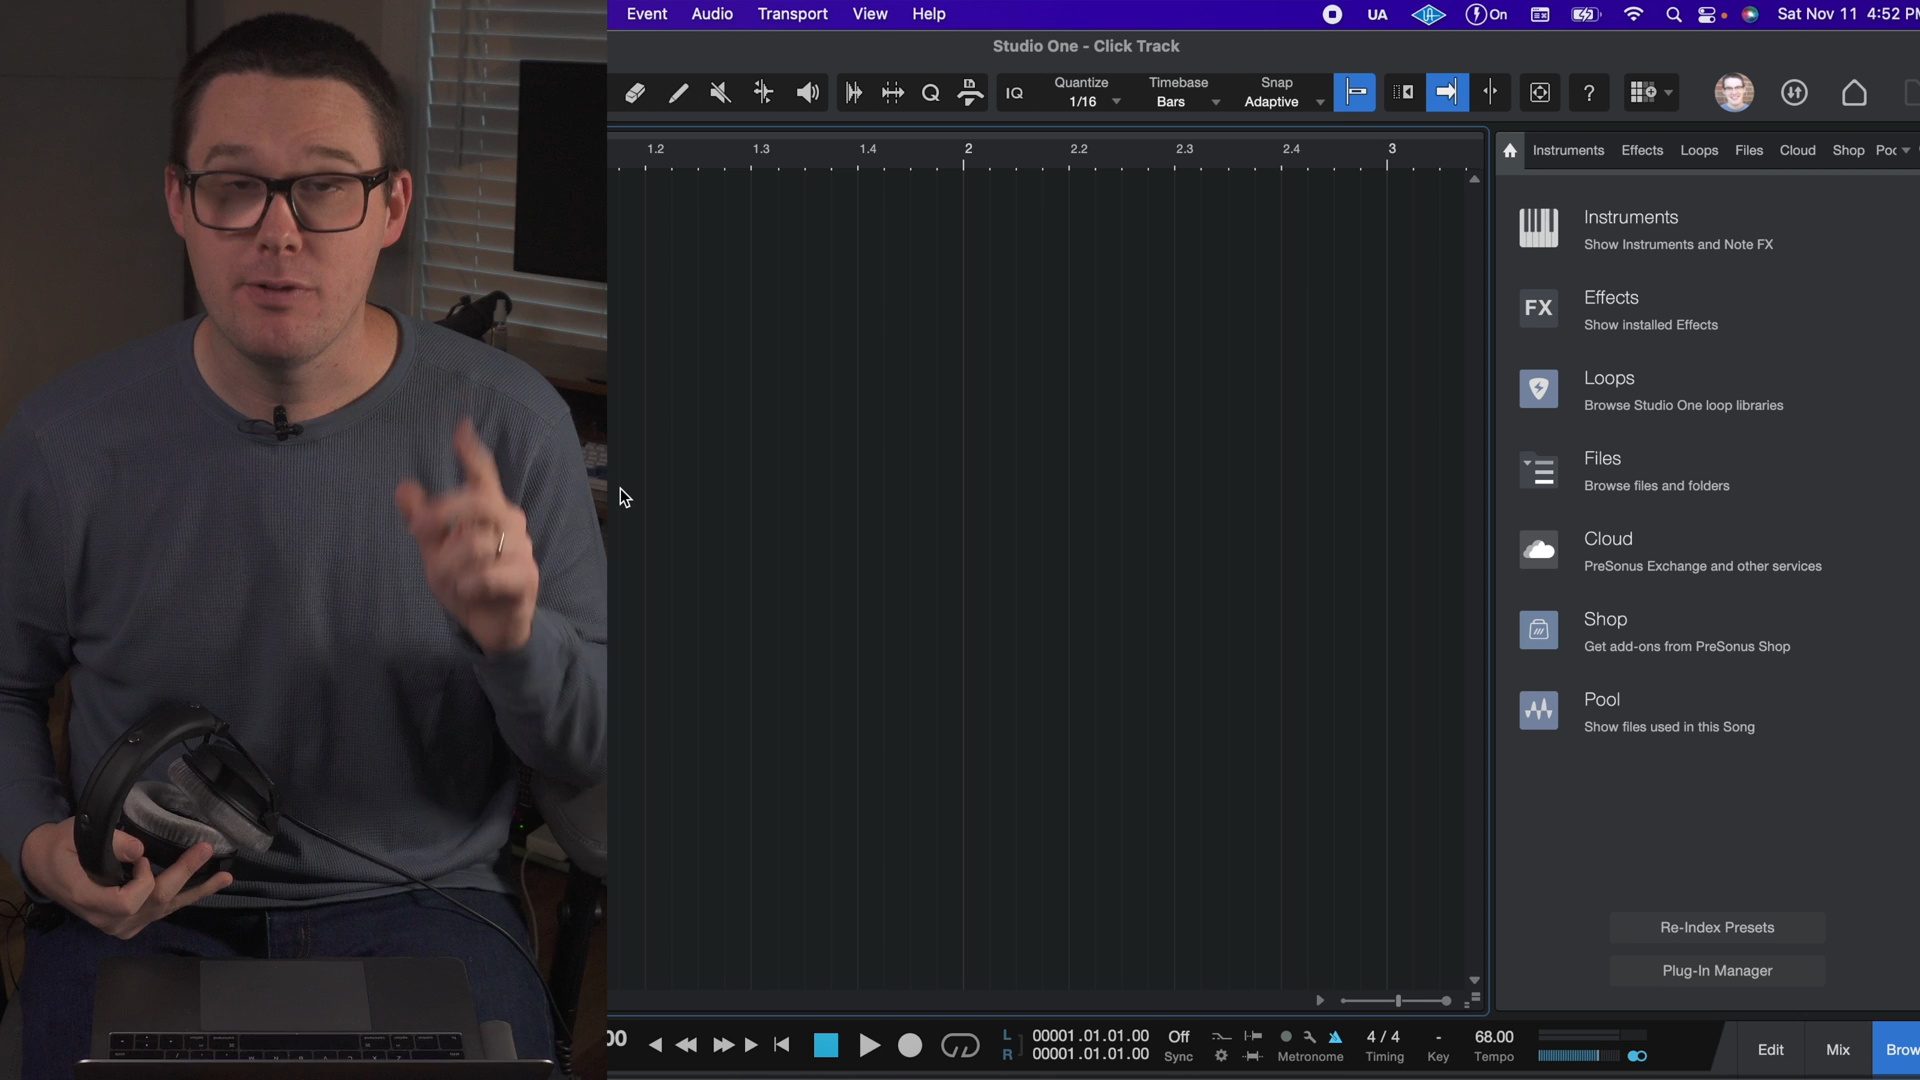 Event Audio Transport View Help UA On Sat Nov 11 4:52 PM
Studio One - Click Track
Q IQ Quantize 1/16 Timebase Bars Snap Adaptive ?
1.2 1.3 1.4 2 2.2 2.3 2.4 3
Instruments Effects Loops Files Cloud Shop Poc
Instruments
Show Instruments and Note FX
FX
Effects
Show installed Effects
Loops
Browse Studio One loop libraries
Files
Browse files and folders
Cloud
PreSonus Exchange and other services
Shop
Get add-ons from PreSonus Shop
Pool
Show files used in this Song
Re-Index Presets
Plug-In Manager
00 L 00001.01.01.00 Off 4 / 4 - 68.00
R 00001.01.01.00 Sync Metronome Timing Key Tempo
Edit Mix Brow